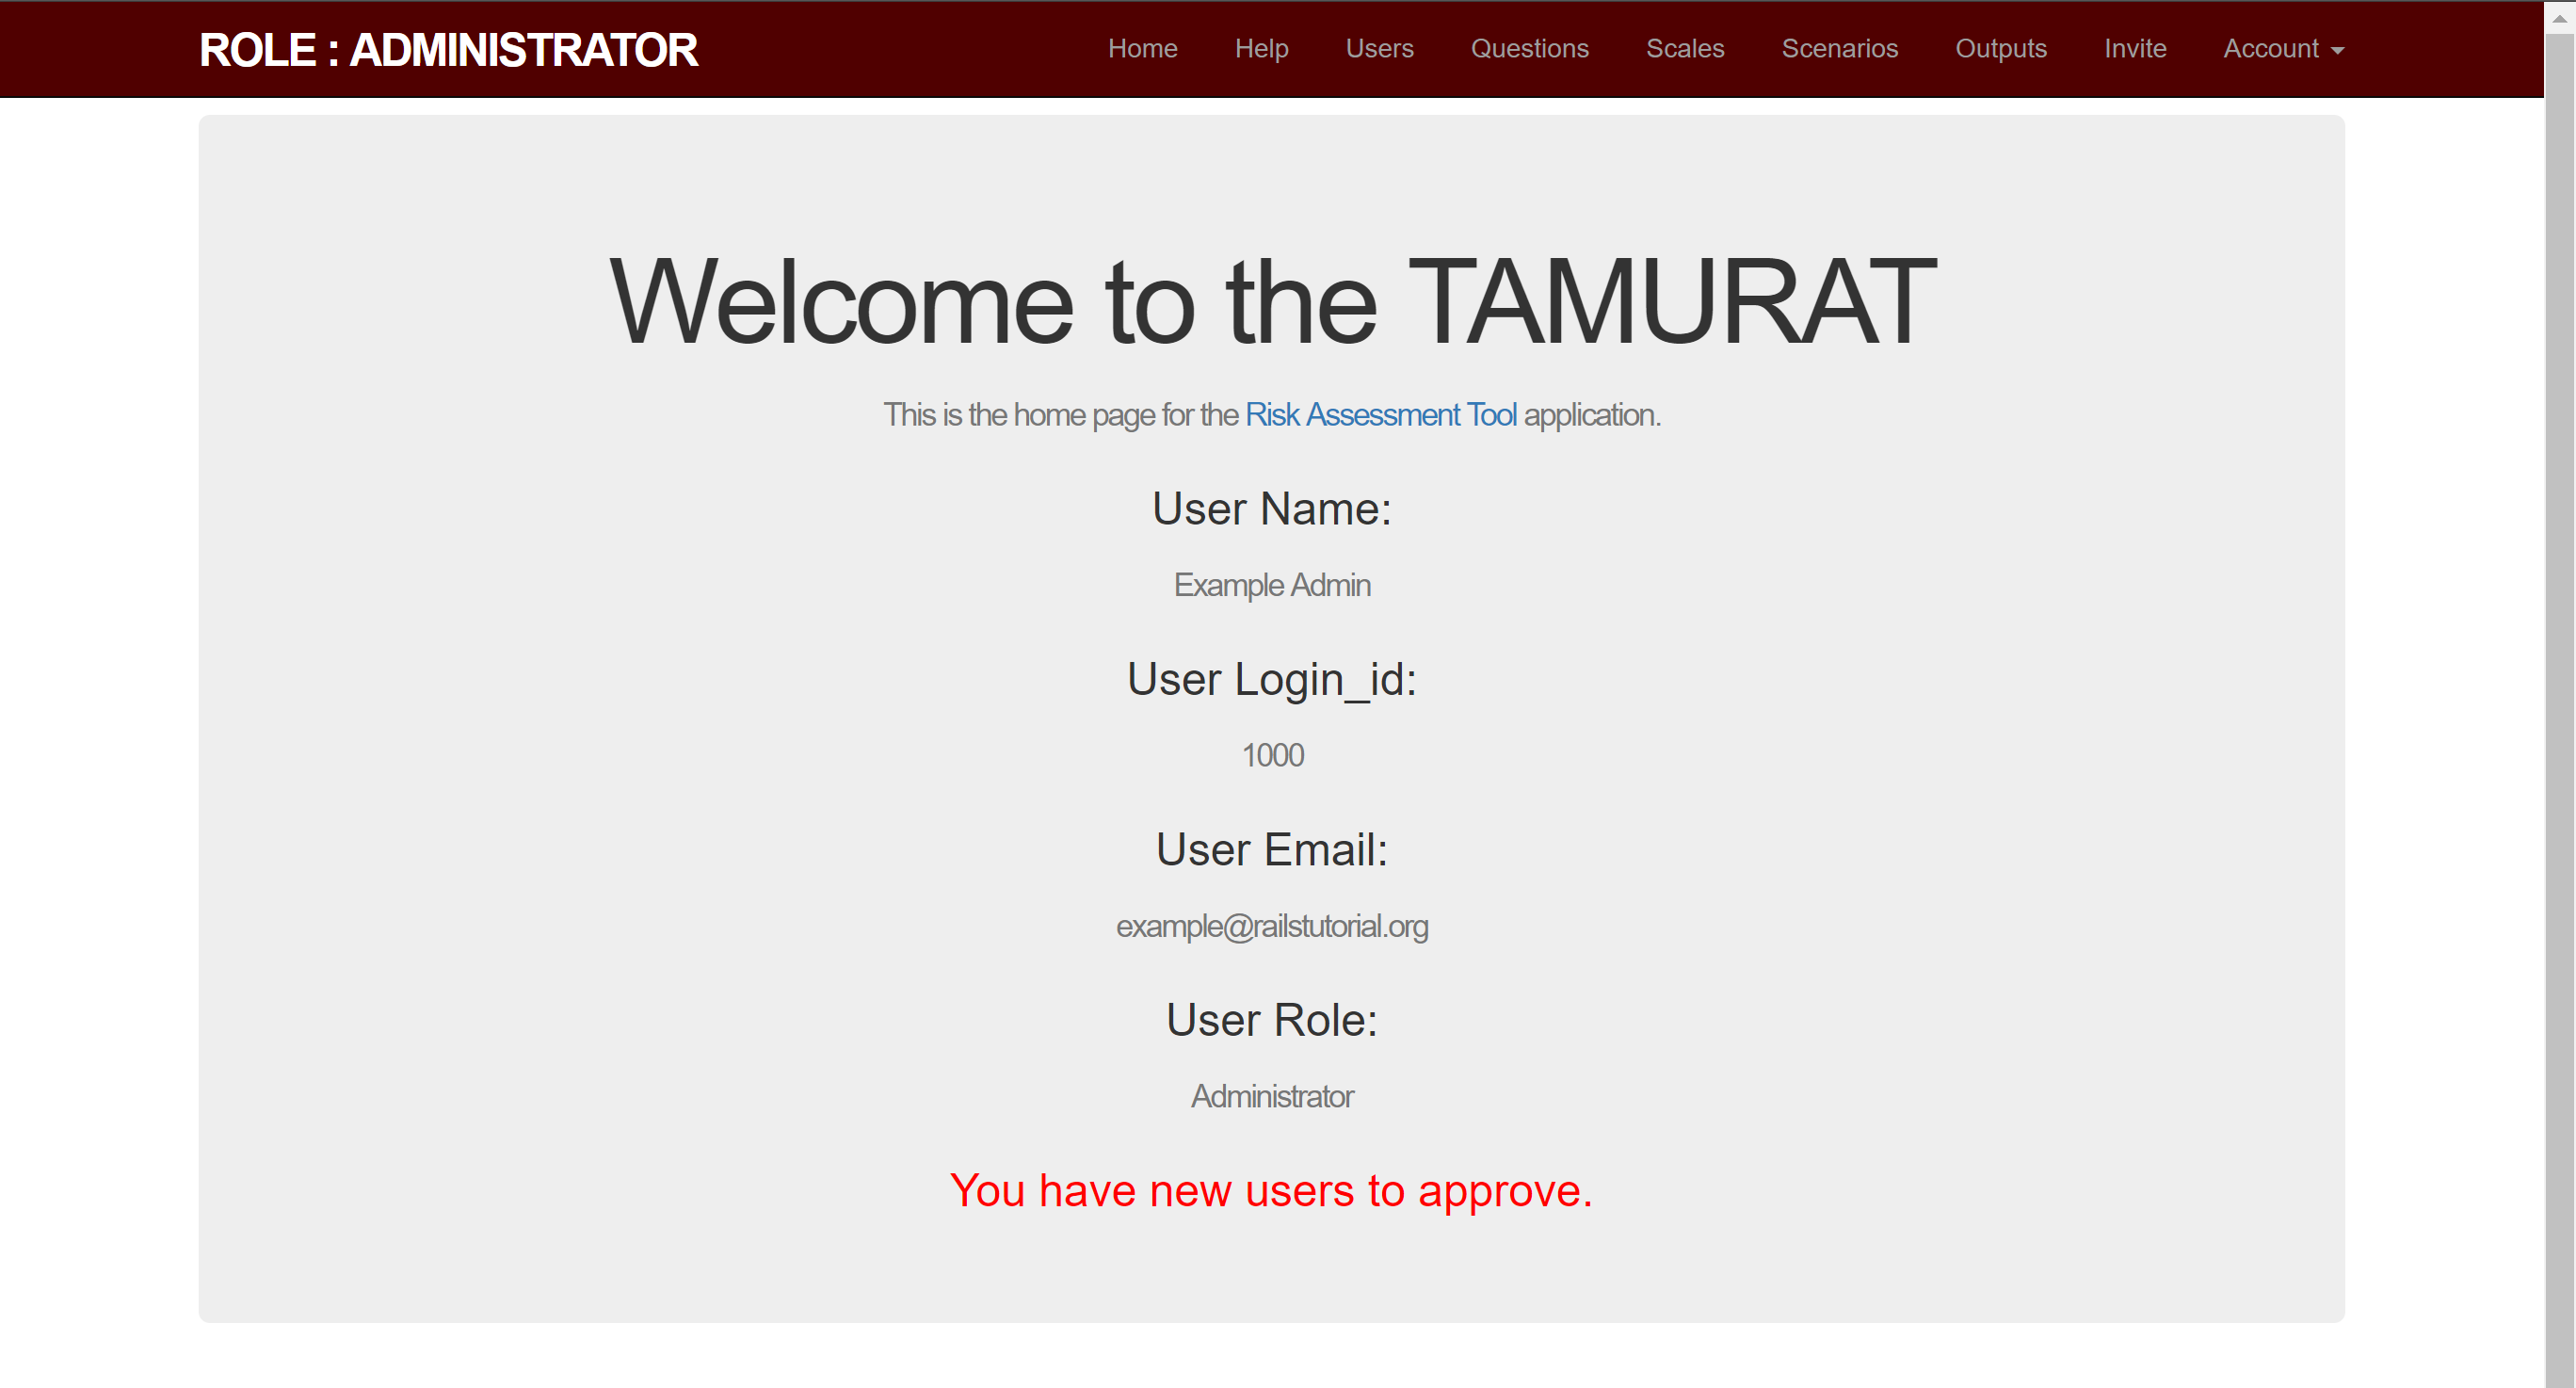 ROLE : ADMINISTRATOR
Home Help Users Questions Scales Scenarios Outputs Invite Account
Welcome to the TAMURAT
This is the home page for the Risk Assessment Tool application.
User Name:
Example Admin
User Login_id:
1000
User Email:
example@railstutorial.org
User Role:
Administrator
You have new users to approve.